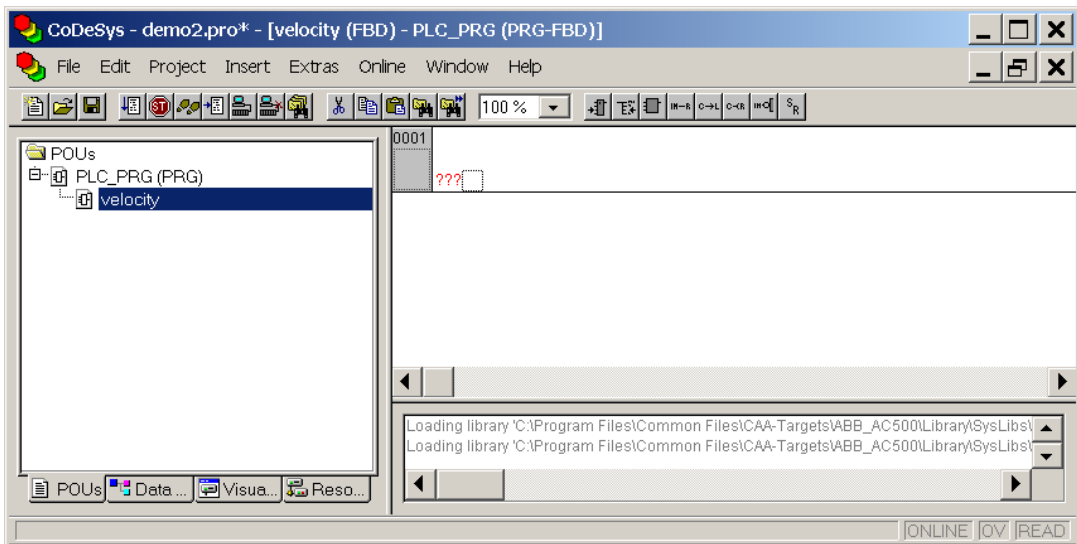 CoDeSys - demo2.pro* - [velocity (FBD) - PLC_PRG (PRG-FBD)]
File Edit Project Insert Extras Online Window Help
100 %
POUs
PLC_PRG (PRG)
velocity
0001
???
Loading library 'C:\Program Files\Common Files\CAA-Targets\ABB_AC500\Library\SysLibs\
Loading library 'C:\Program Files\Common Files\CAA-Targets\ABB_AC500\Library\SysLibs\
POUs Data ... Visua... Reso...
ONLINE OV READ